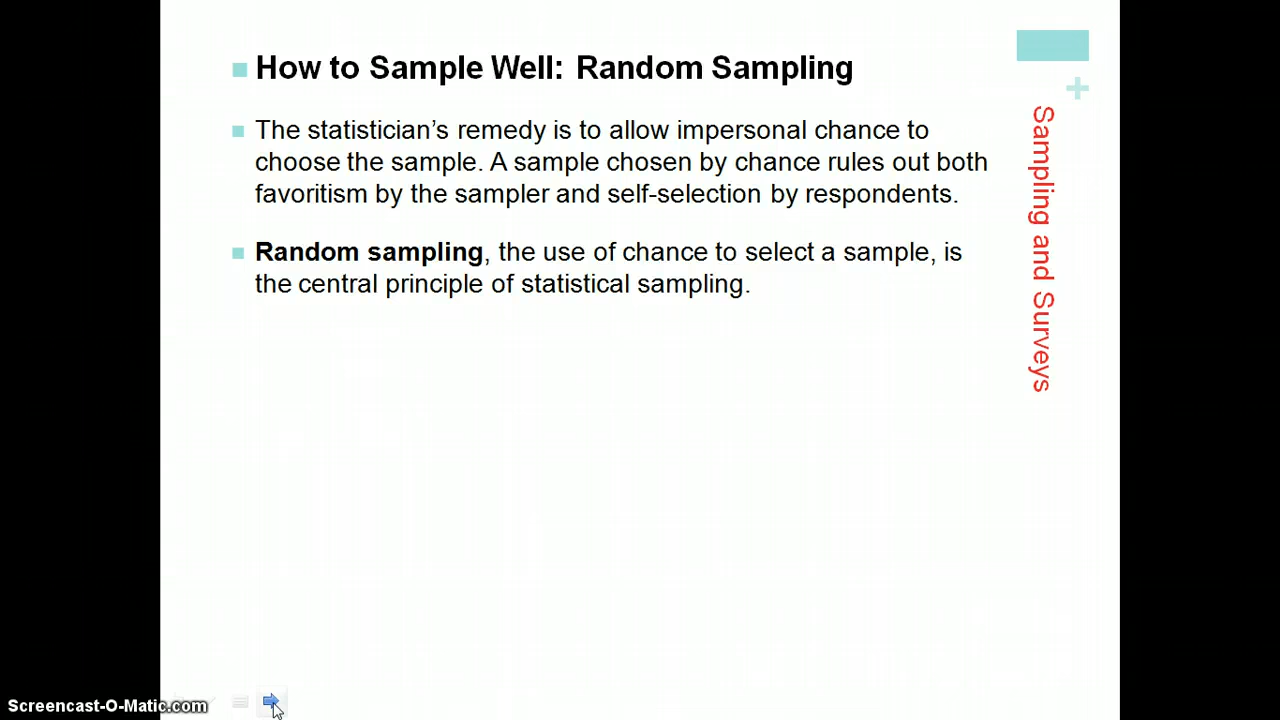 How to Sample Well: Random Sampling
The statistician’s remedy is to allow impersonal chance to
choose the sample. A sample chosen by chance rules out both
favoritism by the sampler and self-selection by respondents.
Random sampling, the use of chance to select a sample, is
the central principle of statistical sampling.
+
Sampling and Surveys
Screencast-O-Matic.com